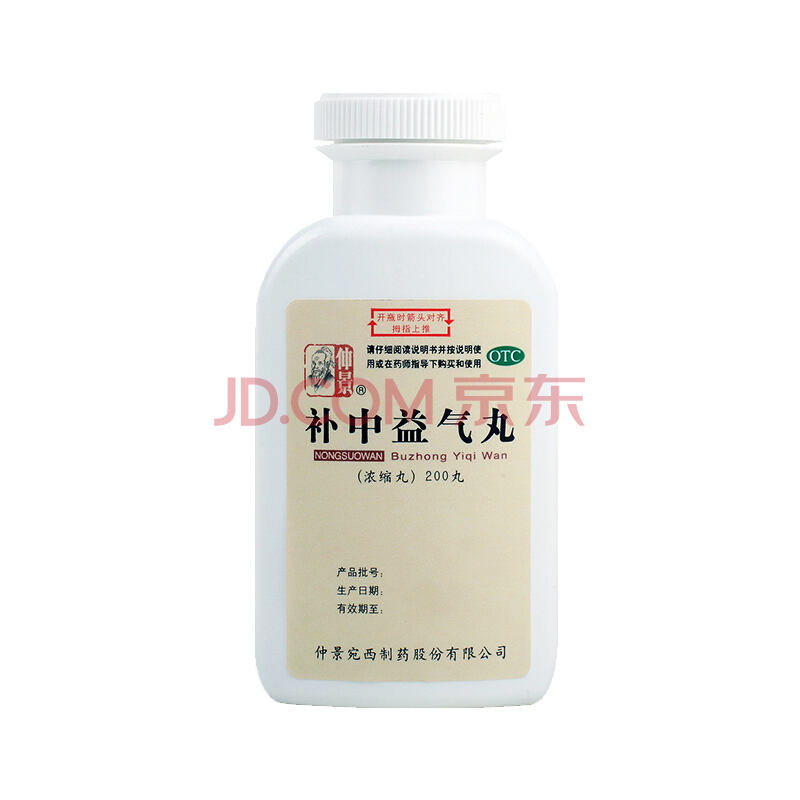 开瓶时箭头对齐
拇指上推
请仔细阅读说明书并按说明使
用或在药师指导下购买和使用
OTC
仲景
®
JD.COM 京东
补中益气丸
NONGSUOWAN Buzhong Yiqi Wan
(浓缩丸) 200丸
产品批号:
生产日期:
有效期至:
仲景宛西制药股份有限公司